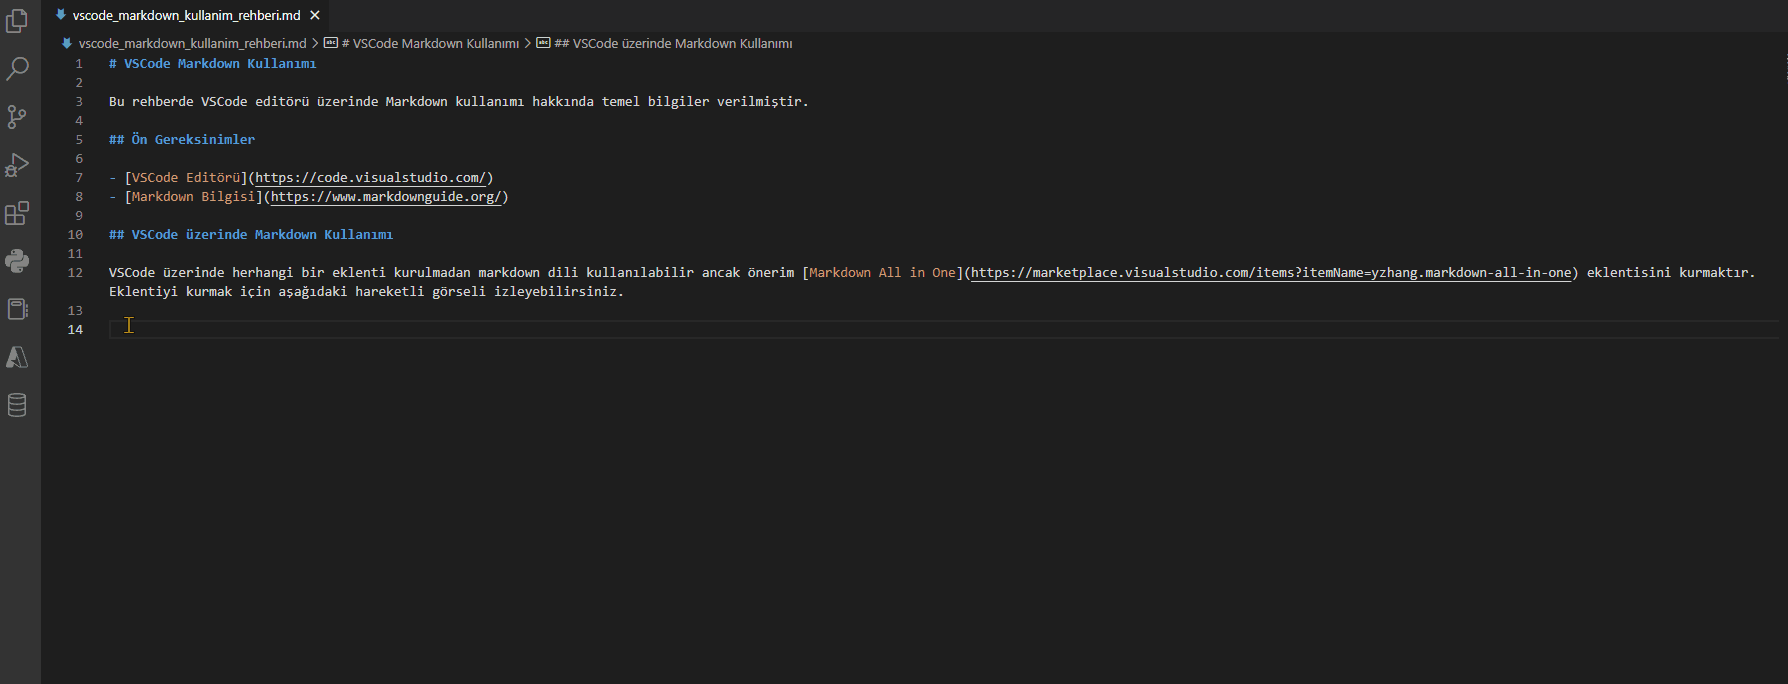 vscode_markdown_kullanim_rehberi.md
vscode_markdown_kullanim_rehberi.md > # VSCode Markdown Kullanımı > ## VSCode üzerinde Markdown Kullanımı
1 # VSCode Markdown Kullanımı
2
3 Bu rehberde VSCode editörü üzerinde Markdown kullanımı hakkında temel bilgiler verilmiştir.
4
5 ## Ön Gereksinimler
6
7 - [VSCode Editörü](https://code.visualstudio.com/)
8 - [Markdown Bilgisi](https://www.markdownguide.org/)
9
10 ## VSCode üzerinde Markdown Kullanımı
11
12 VSCode üzerinde herhangi bir eklenti kurulmadan markdown dili kullanılabilir ancak önerim [Markdown All in One](https://marketplace.visualstudio.com/items?itemName=yzhang.markdown-all-in-one) eklentisini kurmaktır.
Eklentiyi kurmak için aşağıdaki hareketli görseli izleyebilirsiniz.
13
14